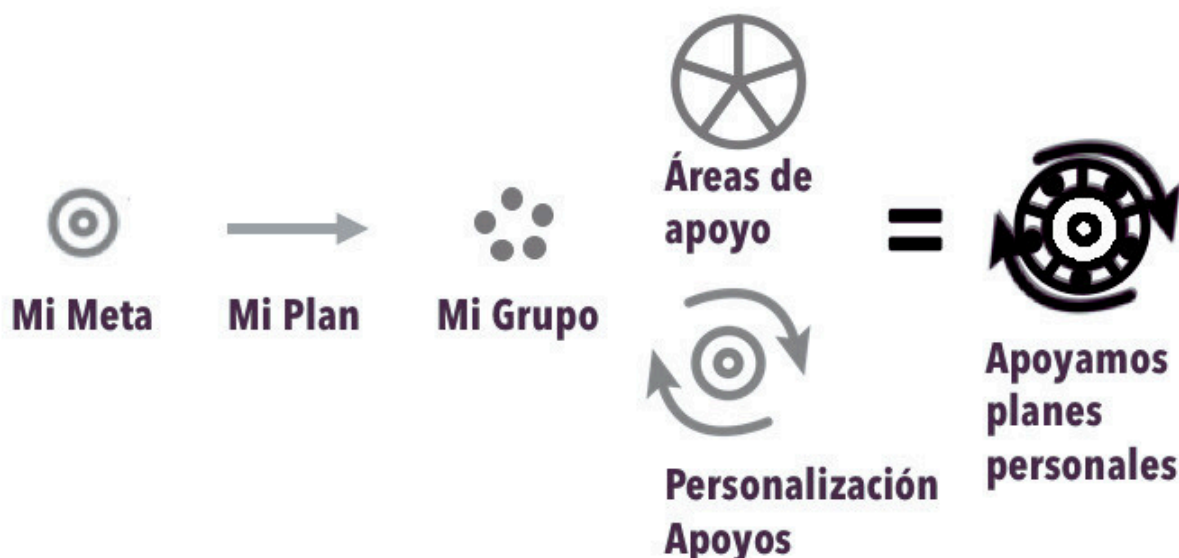 Mi Meta
Mi Plan
Mi Grupo
Áreas de
apoyo
Personalización
Apoyos
=
Apoyamos
planes
personales